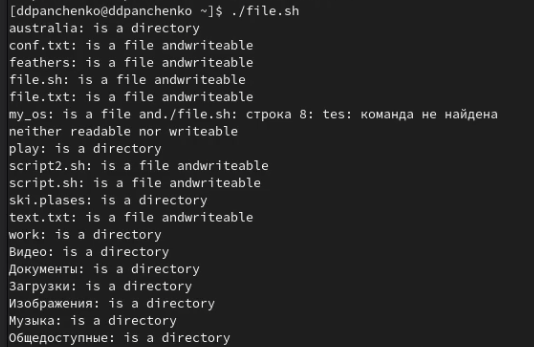 [ddpanchenko@ddpanchenko ~]$ ./file.sh
australia: is a directory
conf.txt: is a file andwriteable
feathers: is a file andwriteable
file.sh: is a file andwriteable
file.txt: is a file andwriteable
my_os: is a file and./file.sh: строка 8: tes: команда не найдена
neither readable nor writeable
play: is a directory
script2.sh: is a file andwriteable
script.sh: is a file andwriteable
ski.plases: is a directory
text.txt: is a file andwriteable
work: is a directory
Видео: is a directory
Документы: is a directory
Загрузки: is a directory
Изображения: is a directory
Музыка: is a directory
Общедоступные: is a directory